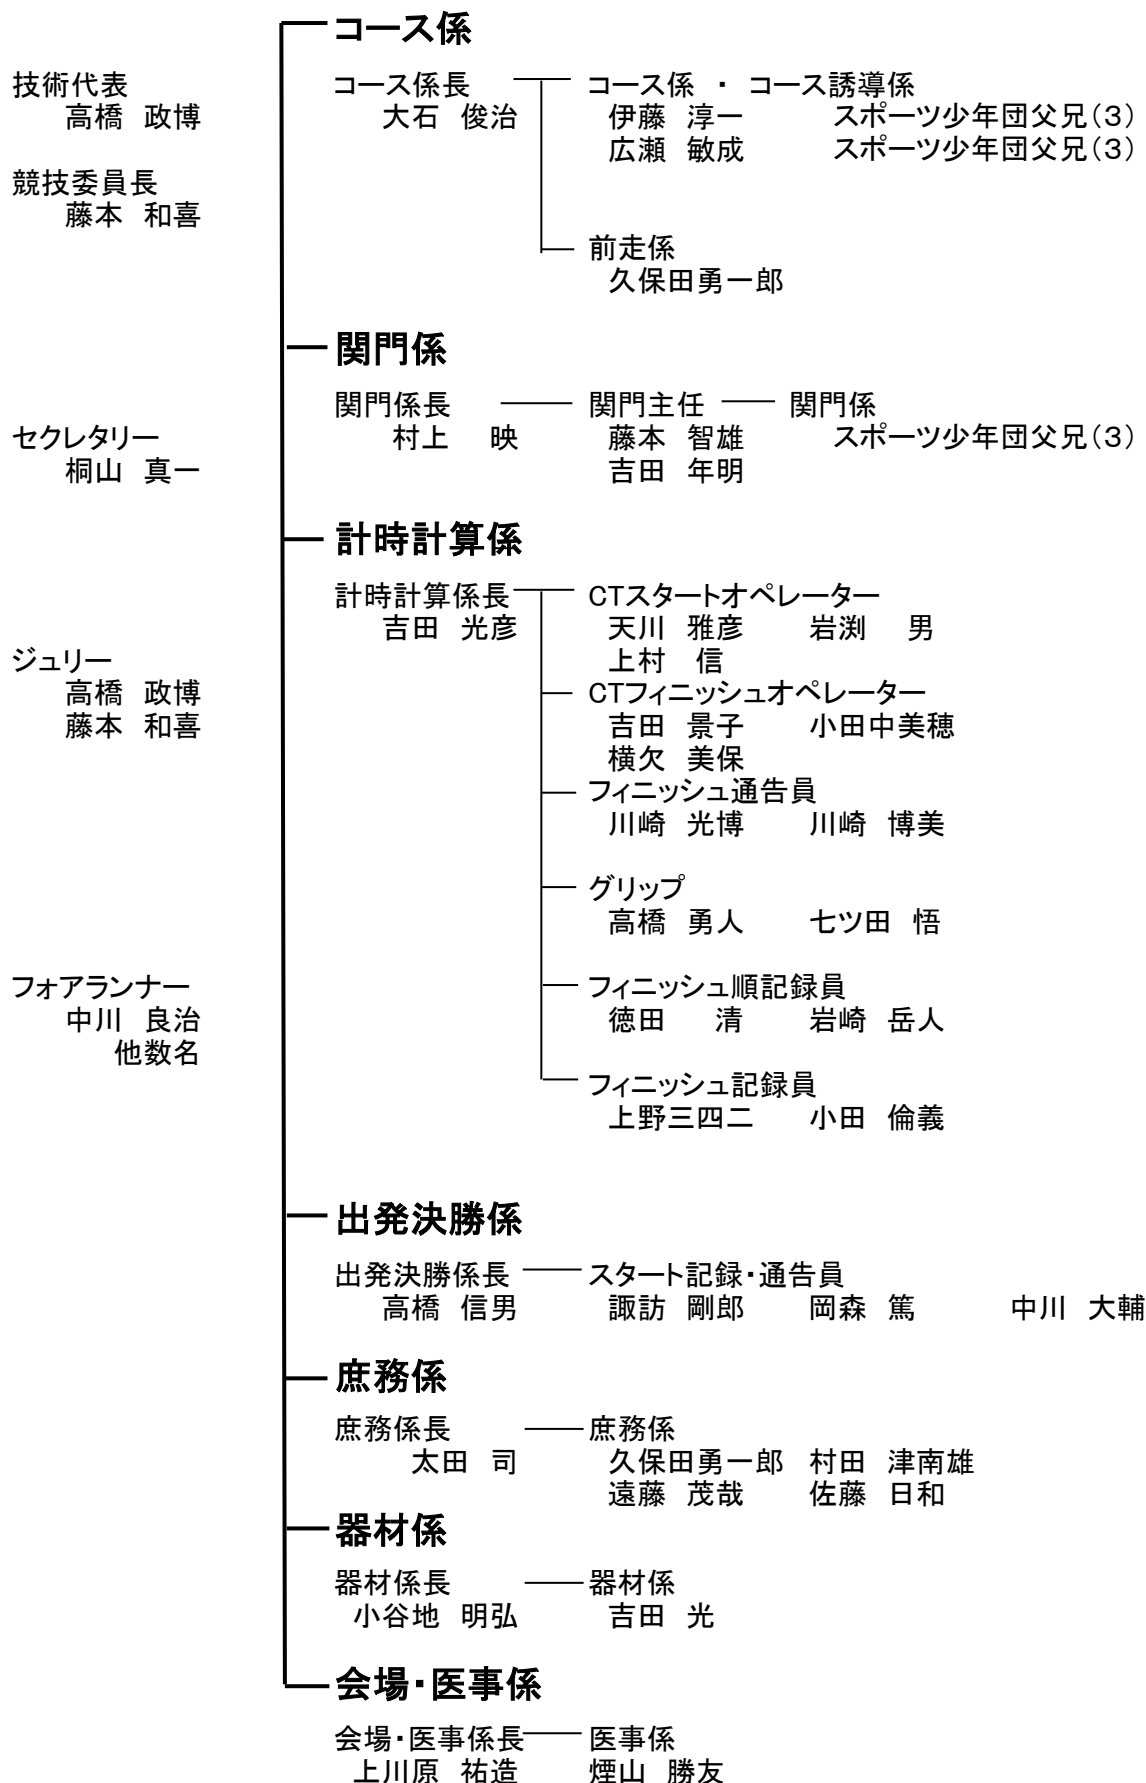 技術代表
高橋 政博
競技委員長
藤本 和喜
セクレタリー
桐山 真一
ジュリー
高橋 政博
藤本 和喜
フォアランナー
中川 良治
他数名
コース係
コース係長 コース係 ・ コース誘導係
大石 俊治 伊藤 淳一 スポーツ少年団父兄(3)
広瀬 敏成 スポーツ少年団父兄(3)
前走係
久保田勇一郎
関門係
関門係長 関門主任 関門係
村上 映 藤本 智雄 スポーツ少年団父兄(3)
吉田 年明
計時計算係
計時計算係長 CTスタートオペレーター
吉田 光彦 天川 雅彦 岩渕 男
上村 信
CTフィニッシュオペレーター
吉田 景子 小田中美穂
横欠 美保
フィニッシュ通告員
川崎 光博 川崎 博美
グリップ
高橋 勇人 七ツ田 悟
フィニッシュ順記録員
徳田 清 岩崎 岳人
フィニッシュ記録員
上野三四二 小田 倫義
出発決勝係
出発決勝係長 スタート記録・通告員
高橋 信男 諏訪 剛郎 岡森 篤 中川 大輔
庶務係
庶務係長 庶務係
太田 司 久保田勇一郎 村田 津南雄
遠藤 茂哉 佐藤 日和
器材係
器材係長 器材係
小谷地 明弘 吉田 光
会場・医事係
会場・医事係長 医事係
上川原 祐造 煙山 勝友